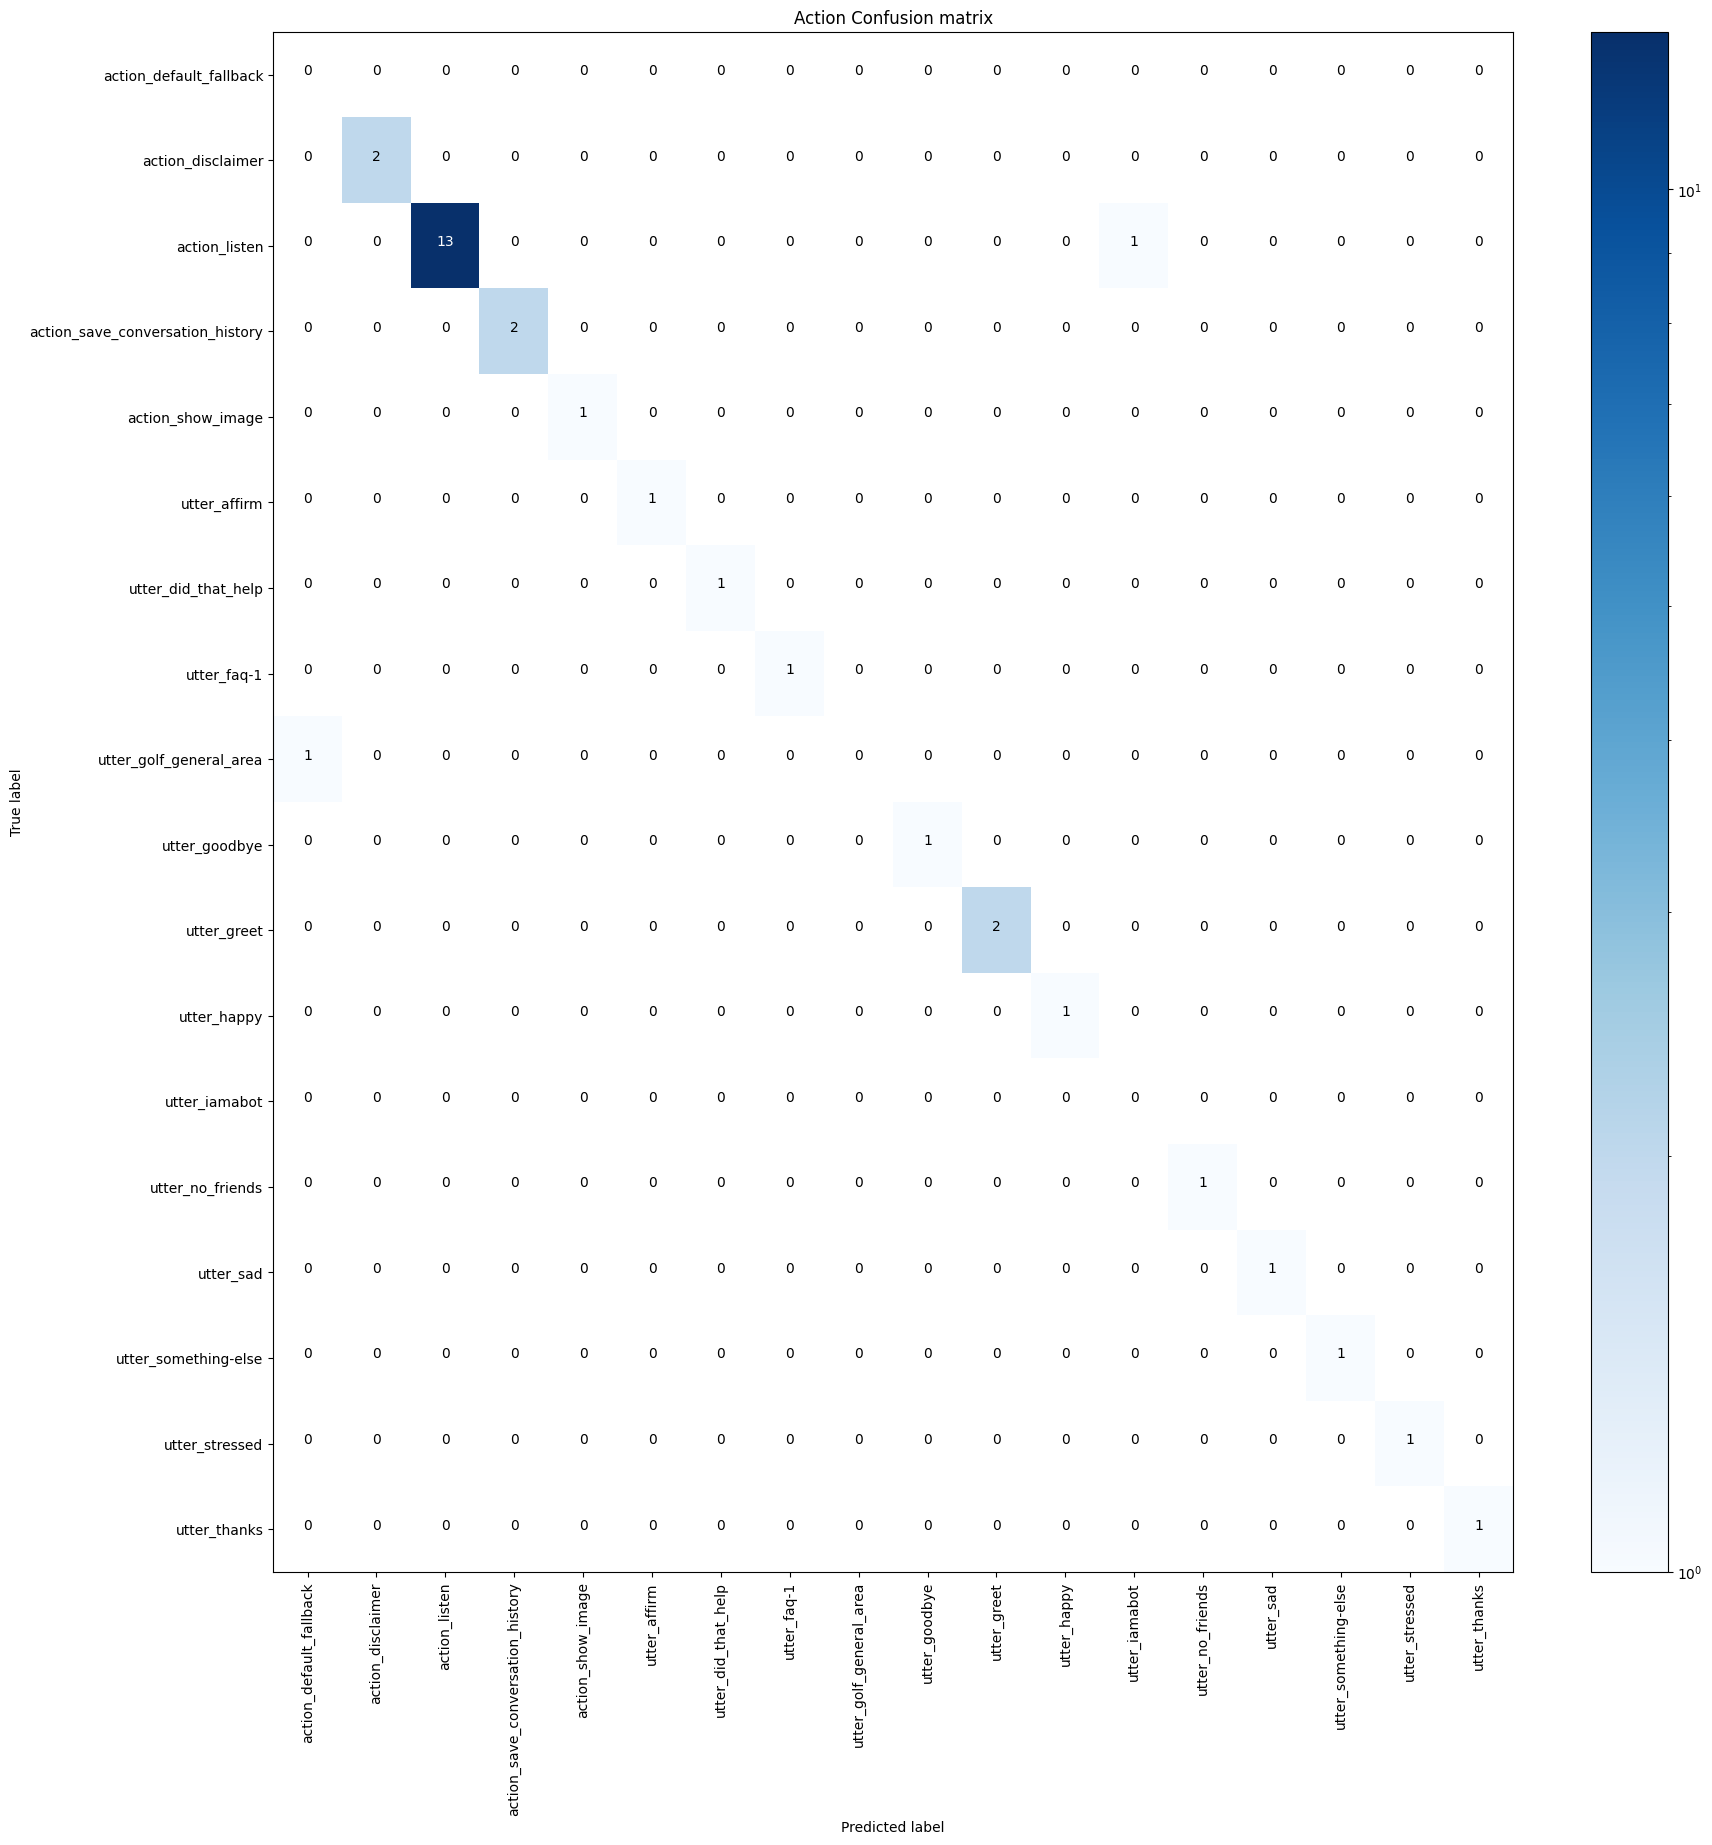 Action Confusion matrix
True label
action_default_fallback 0 0 0 0 0 0 0 0 0 0 0 0 0 0 0 0 0 0
action_disclaimer 0 2 0 0 0 0 0 0 0 0 0 0 0 0 0 0 0 0
action_listen 0 0 13 0 0 0 0 0 0 0 0 0 1 0 0 0 0 0
action_save_conversation_history 0 0 0 2 0 0 0 0 0 0 0 0 0 0 0 0 0 0
action_show_image 0 0 0 0 1 0 0 0 0 0 0 0 0 0 0 0 0 0
utter_affirm 0 0 0 0 0 1 0 0 0 0 0 0 0 0 0 0 0 0
utter_did_that_help 0 0 0 0 0 0 1 0 0 0 0 0 0 0 0 0 0 0
utter_faq-1 0 0 0 0 0 0 0 1 0 0 0 0 0 0 0 0 0 0
utter_golf_general_area 1 0 0 0 0 0 0 0 0 0 0 0 0 0 0 0 0 0
utter_goodbye 0 0 0 0 0 0 0 0 0 1 0 0 0 0 0 0 0 0
utter_greet 0 0 0 0 0 0 0 0 0 0 2 0 0 0 0 0 0 0
utter_happy 0 0 0 0 0 0 0 0 0 0 0 1 0 0 0 0 0 0
utter_iamabot 0 0 0 0 0 0 0 0 0 0 0 0 0 0 0 0 0 0
utter_no_friends 0 0 0 0 0 0 0 0 0 0 0 0 0 1 0 0 0 0
utter_sad 0 0 0 0 0 0 0 0 0 0 0 0 0 0 1 0 0 0
utter_something-else 0 0 0 0 0 0 0 0 0 0 0 0 0 0 0 1 0 0
utter_stressed 0 0 0 0 0 0 0 0 0 0 0 0 0 0 0 0 1 0
utter_thanks 0 0 0 0 0 0 0 0 0 0 0 0 0 0 0 0 0 1
action_default_fallback
action_disclaimer
action_listen
action_save_conversation_history
action_show_image
utter_affirm
utter_did_that_help
utter_faq-1
utter_golf_general_area
utter_goodbye
utter_greet
utter_happy
utter_iamabot
utter_no_friends
utter_sad
utter_something-else
utter_stressed
utter_thanks
Predicted label
10¹
10⁰